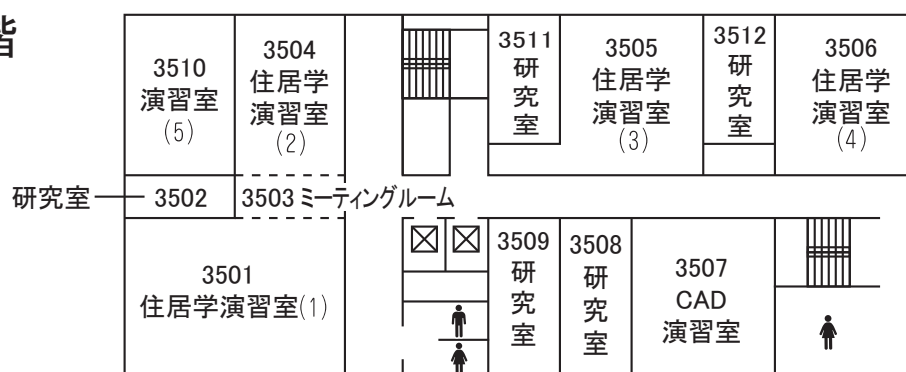 階
3510
演習室
(5)
3504
住居学
演習室
(2)
3511
研
究
室
3505
住居学
演習室
(3)
3512
研
究
室
3506
住居学
演習室
(4)
研究室
3502
3503 ミーティングルーム
3501
住居学演習室(1)
3509
研
究
室
3508
研
究
室
3507
CAD
演習室